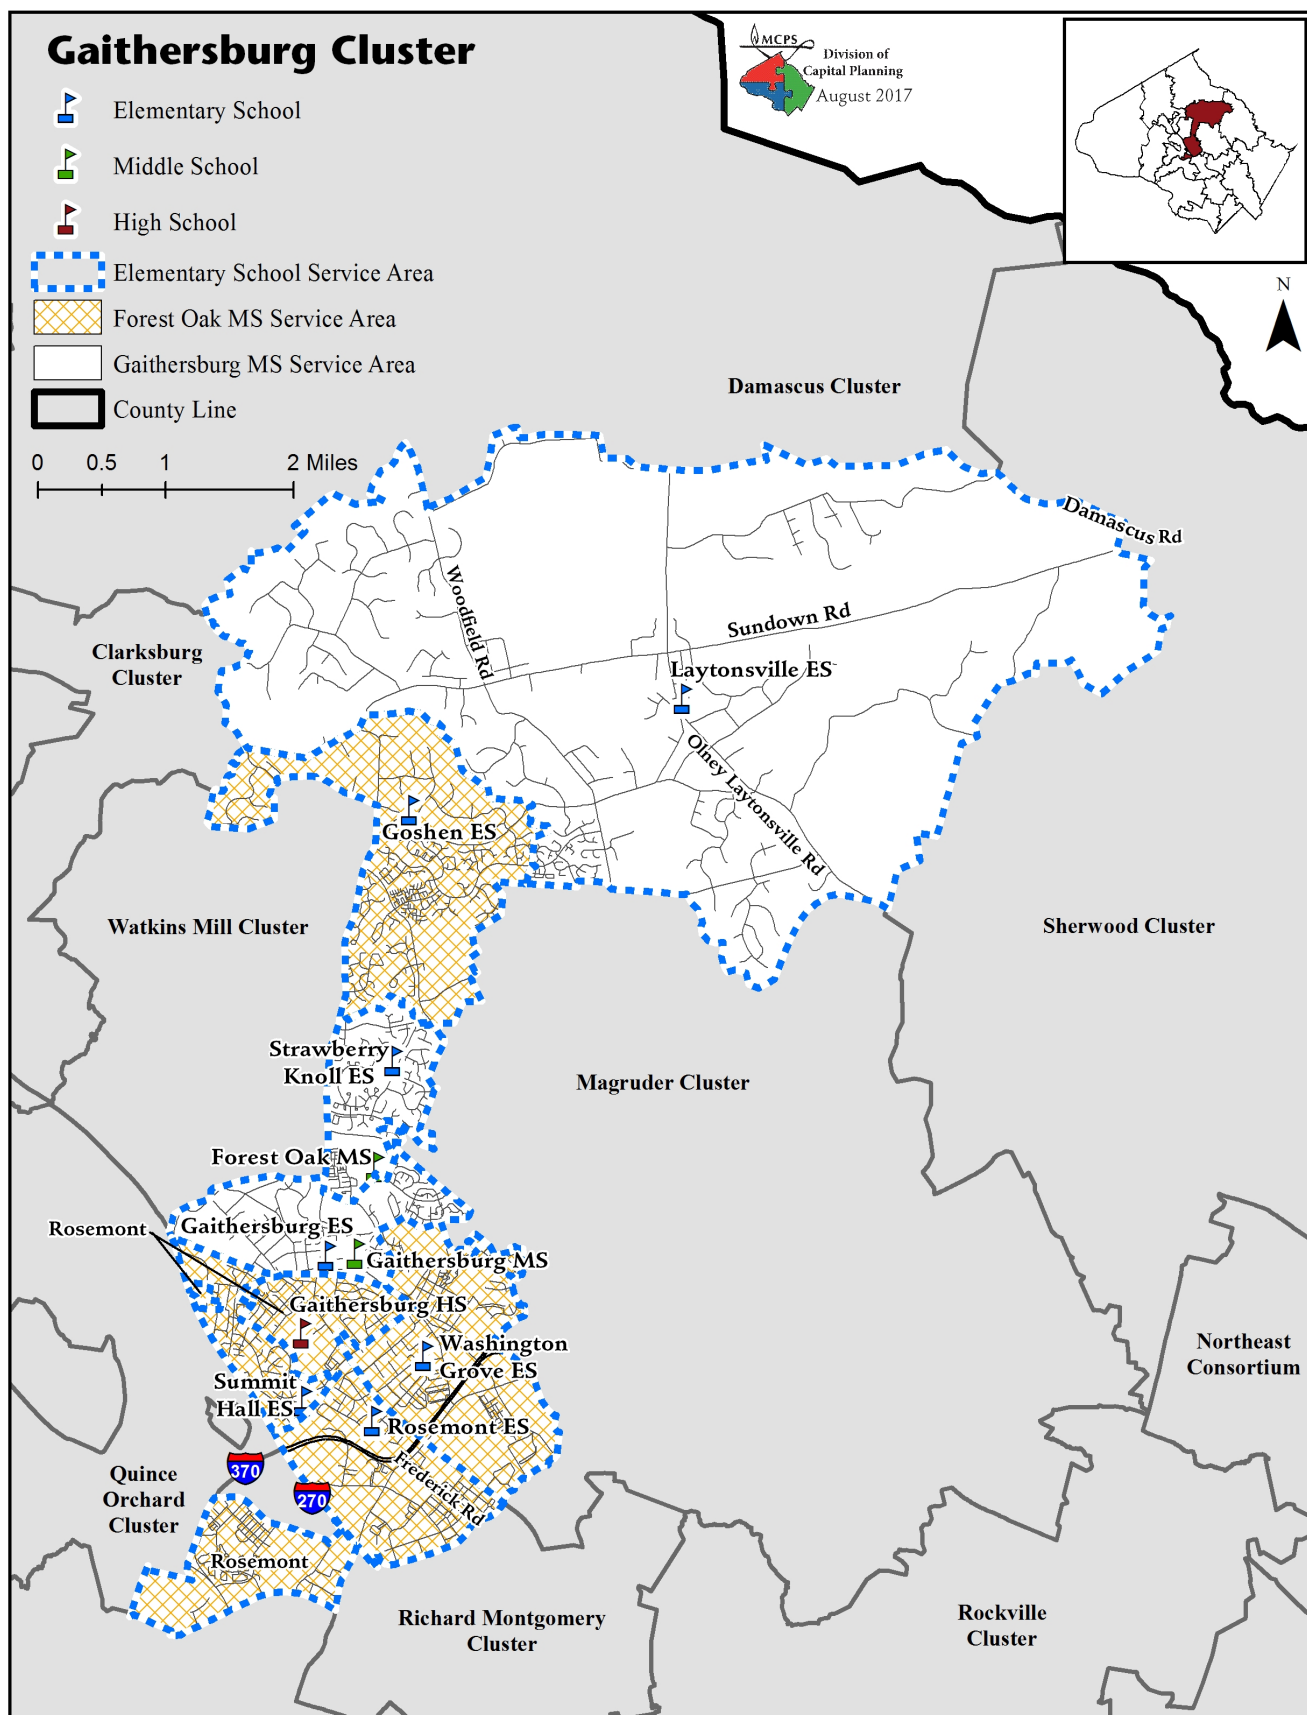 Gaithersburg Cluster
Elementary School
Middle School
High School
Elementary School Service Area
Forest Oak MS Service Area
Gaithersburg MS Service Area
County Line
0 0.5 1 2 Miles
MCPS
Division of
Capital Planning
August 2017
N
Damascus Cluster
Damascus Rd
Woodfield Rd
Sundown Rd
Clarksburg
Cluster
Laytonsville ES
Olney Laytonsville Rd
Goshen ES
Watkins Mill Cluster
Sherwood Cluster
Strawberry
Knoll ES
Magruder Cluster
Forest Oak MS
Rosemont
Gaithersburg ES
Gaithersburg MS
Gaithersburg HS
Washington
Grove ES
Northeast
Consortium
Summit
Hall ES
Rosemont ES
370
Frederick Rd
270
Quince
Orchard
Cluster
Rosemont
Richard Montgomery
Cluster
Rockville
Cluster